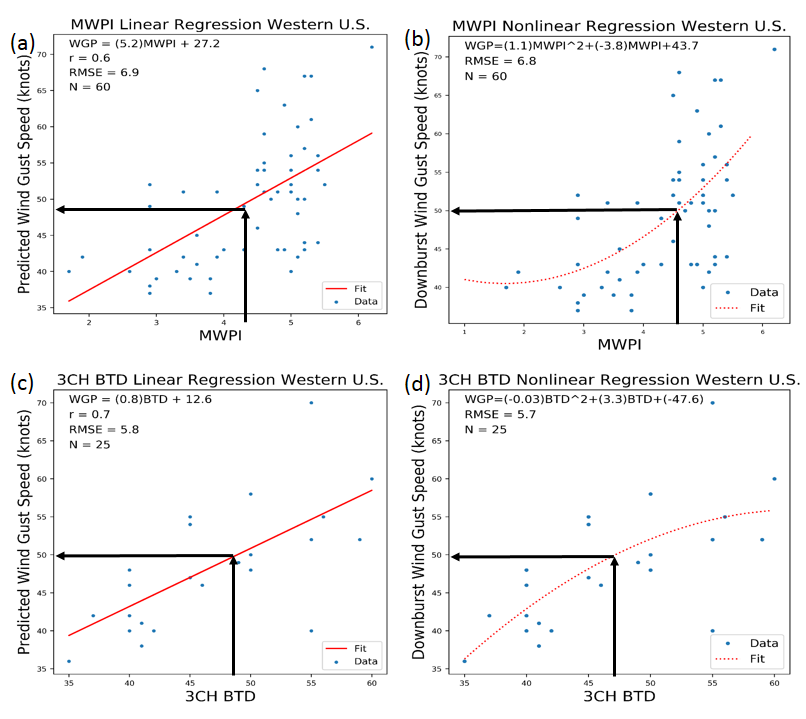 (a)
MWPI Linear Regression Western U.S.
WGP = (5.2)MWPI + 27.2
r = 0.6
RMSE = 6.9
N = 60
Predicted Wind Gust Speed (knots)
70
65
60
55
50
45
40
35
2
3
4
5
6
MWPI
Fit
Data
(b)
MWPI Nonlinear Regression Western U.S.
WGP=(1.1)MWPI^2+(-3.8)MWPI+43.7
RMSE = 6.8
N = 60
Downburst Wind Gust Speed (knots)
70
65
60
55
50
45
40
1
2
3
4
5
6
MWPI
Data
Fit
(c)
3CH BTD Linear Regression Western U.S.
WGP = (0.8)BTD + 12.6
r = 0.7
RMSE = 5.8
N = 25
Predicted Wind Gust Speed (knots)
70
65
60
55
50
45
40
35
35
40
45
50
55
60
3CH BTD
Fit
Data
(d)
3CH BTD Nonlinear Regression Western U.S.
WGP=(-0.03)BTD^2+(3.3)BTD+(-47.6)
RMSE = 5.7
N = 25
Downburst Wind Gust Speed (knots)
70
65
60
55
50
45
40
35
35
40
45
50
55
60
3CH BTD
Data
Fit